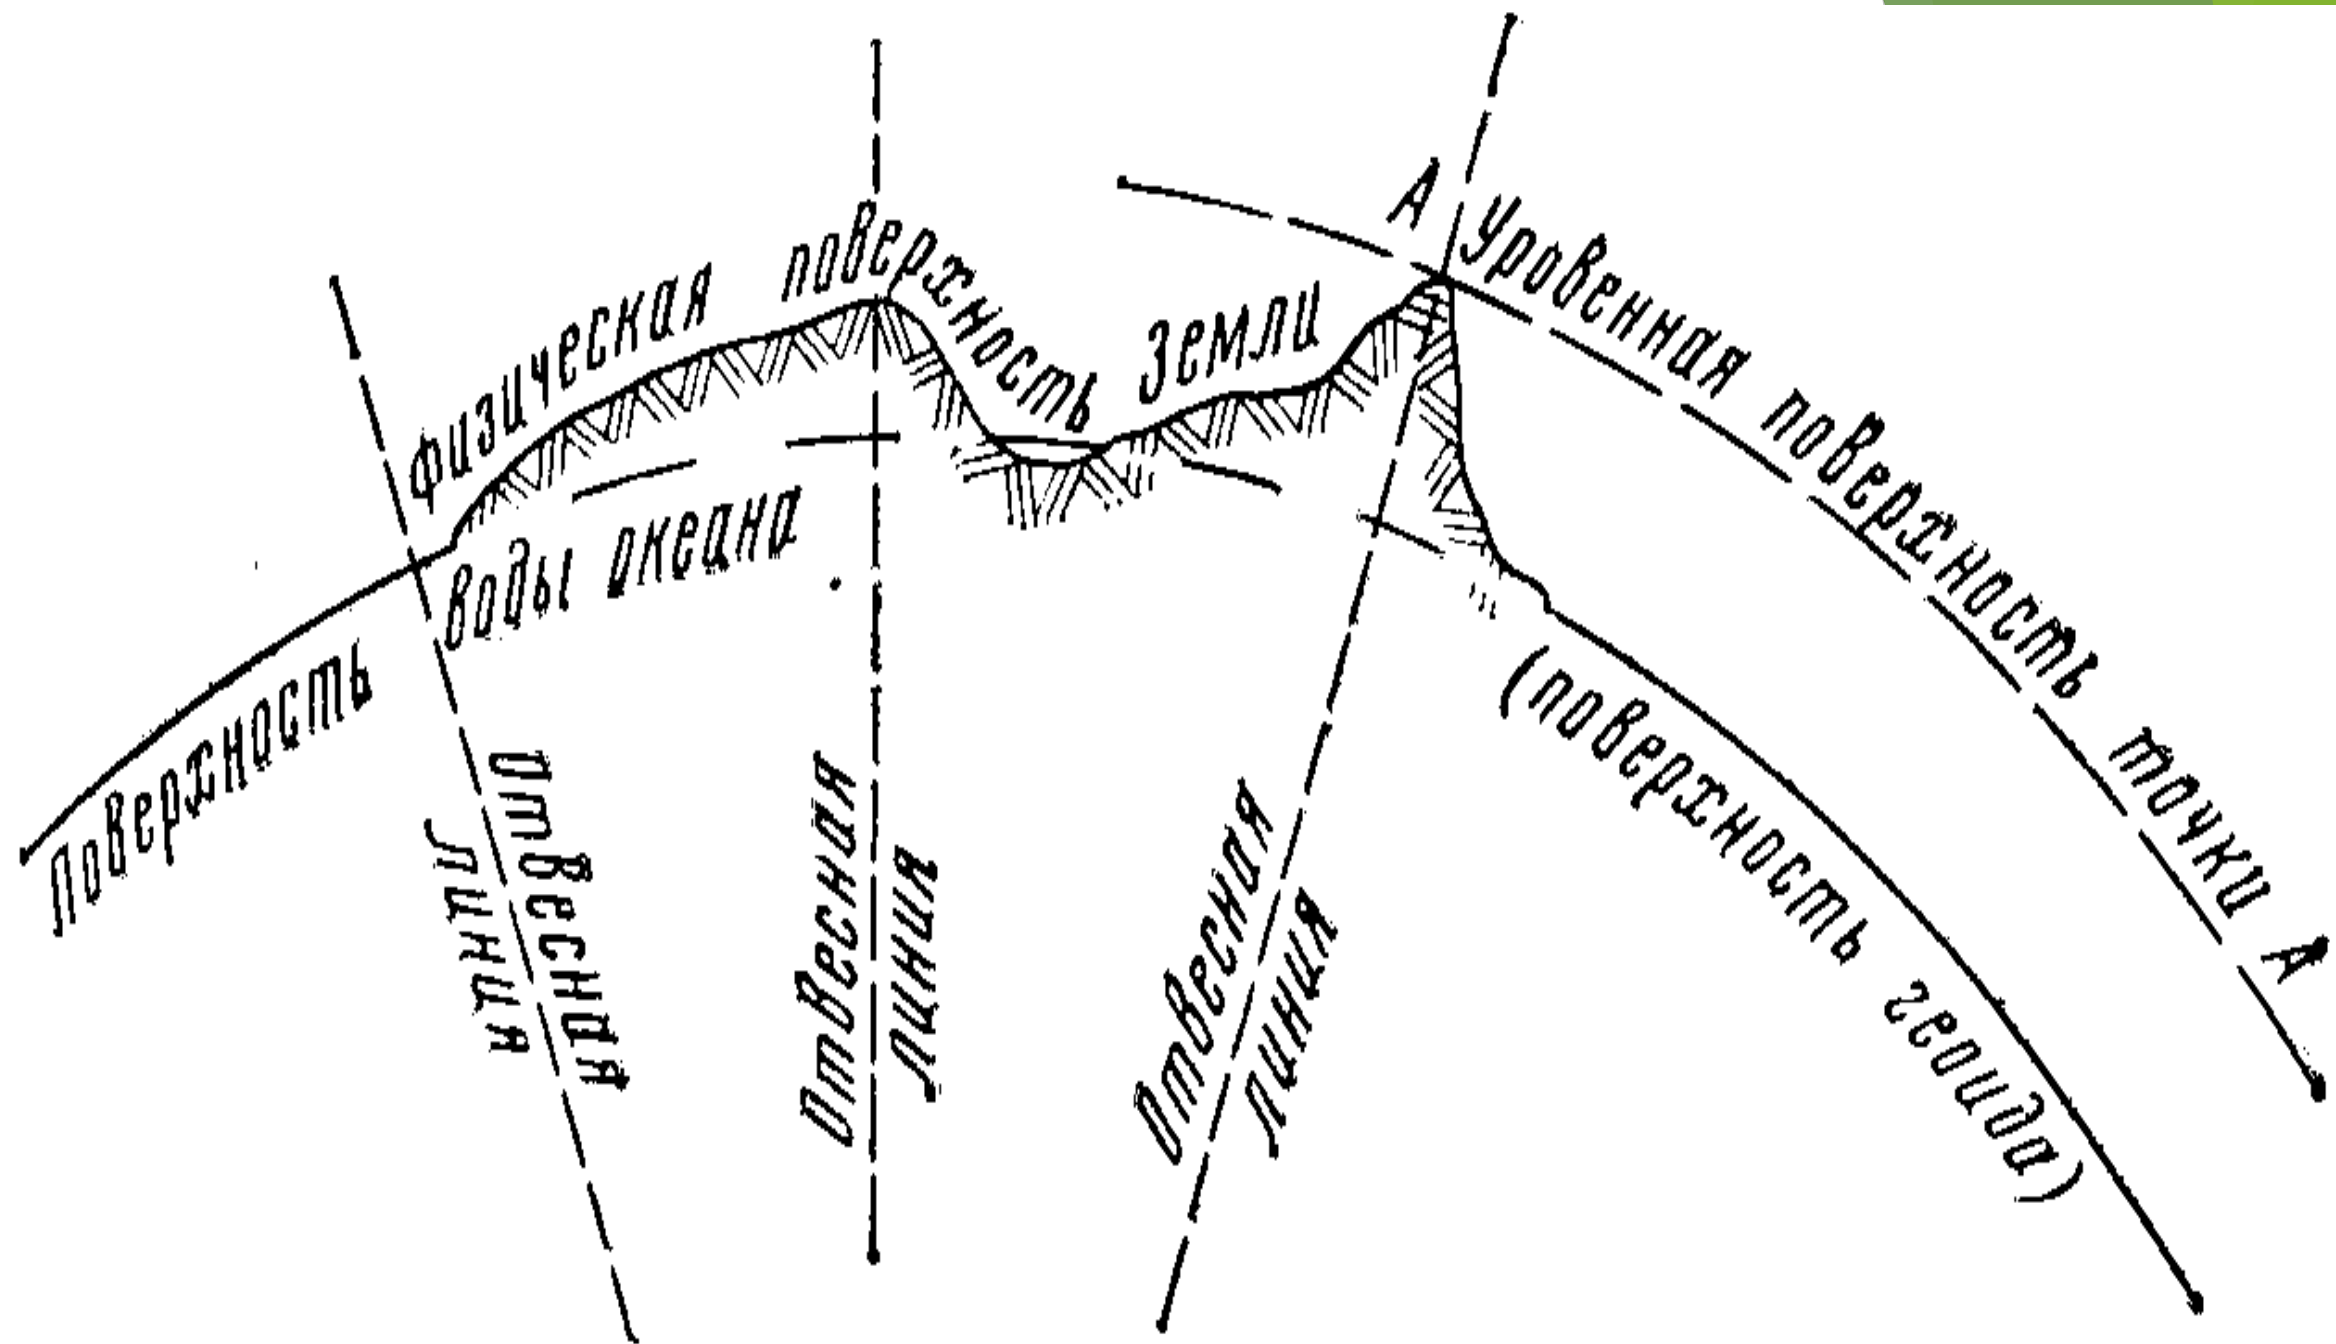 физическая поверхность земли
А
Уровенная поверхность точки А
Поверхность воды океана
(поверхность геоида)
Отвесная
линия
Отвесная
линия
Отвесная
линия